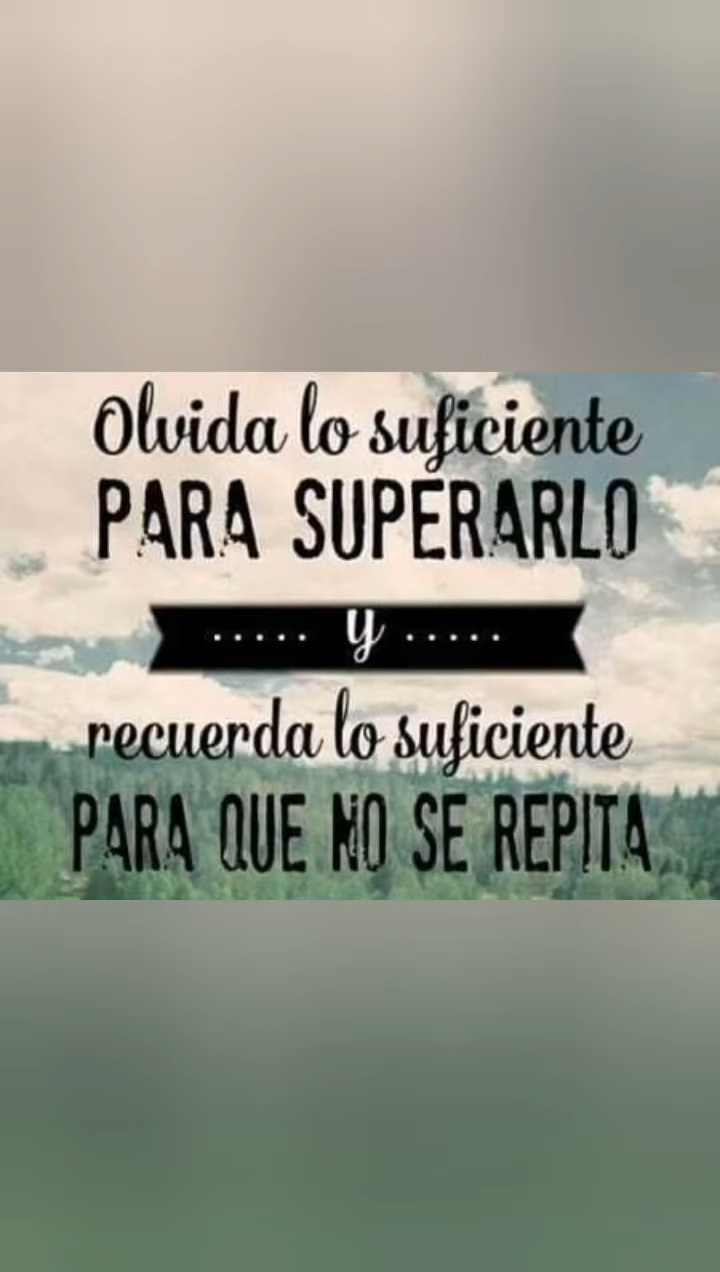 Olvida lo suficiente
PARA SUPERARLO
..... y .....
recuerda lo suficiente
PARA QUE NO SE REPITA